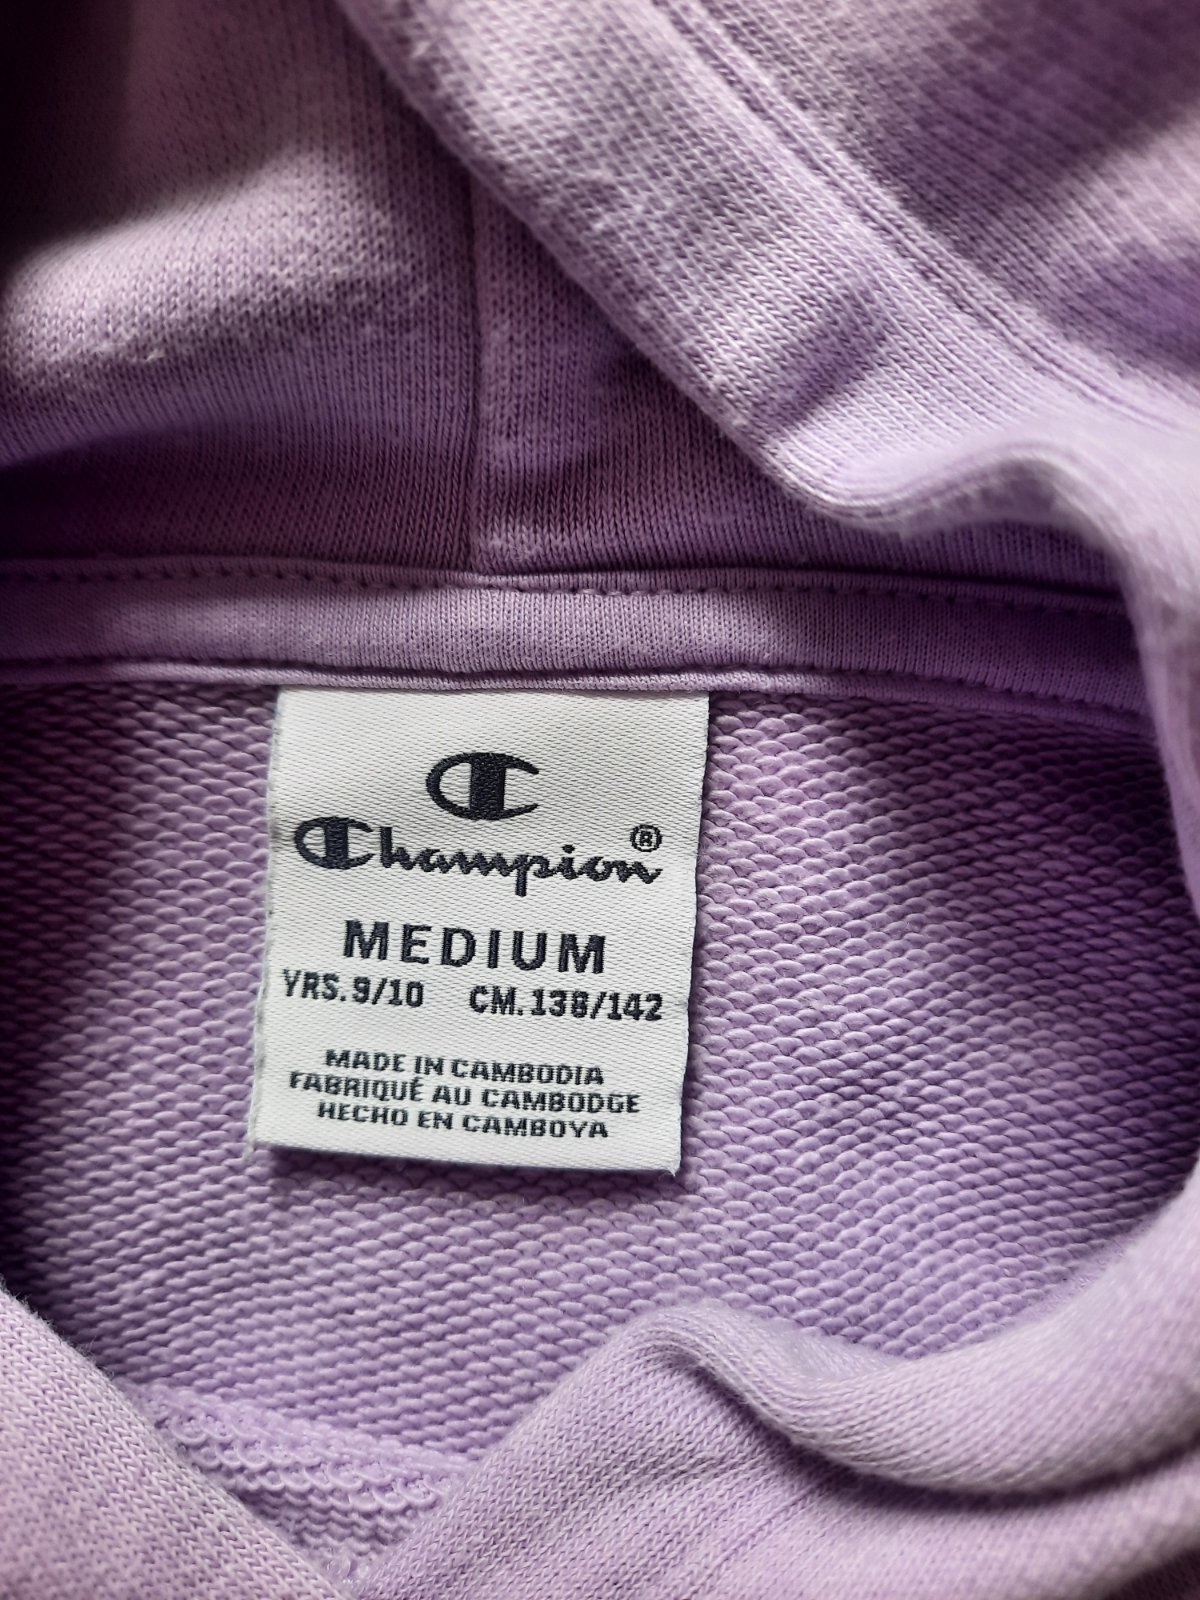 Champion®
MEDIUM
YRS.9/10 CM.138/142
MADE IN CAMBODIA
FABRIQUÉ AU CAMBODGE
HECHO EN CAMBOYA